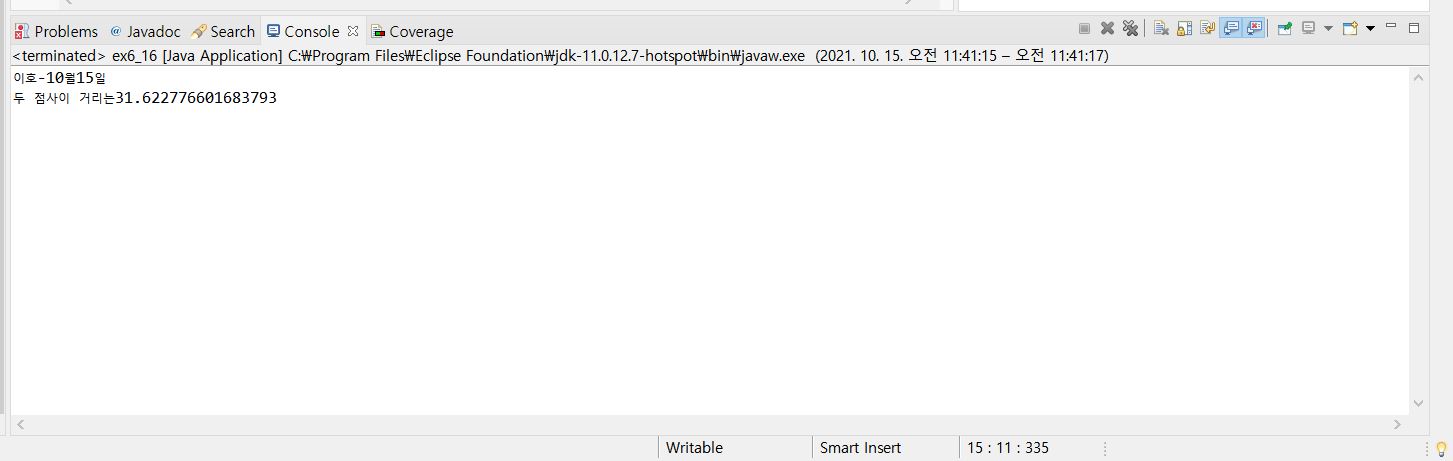 Problems @ Javadoc Search Console Coverage
<terminated> ex6_16 [Java Application] C:₩Program Files₩Eclipse Foundation₩jdk-11.0.12.7-hotspot₩bin₩javaw.exe (2021. 10. 15. 오전 11:41:15 – 오전 11:41:17)
이호-10월15일
두 점사이 거리는31.622776601683793
Writable Smart Insert 15 : 11 : 335